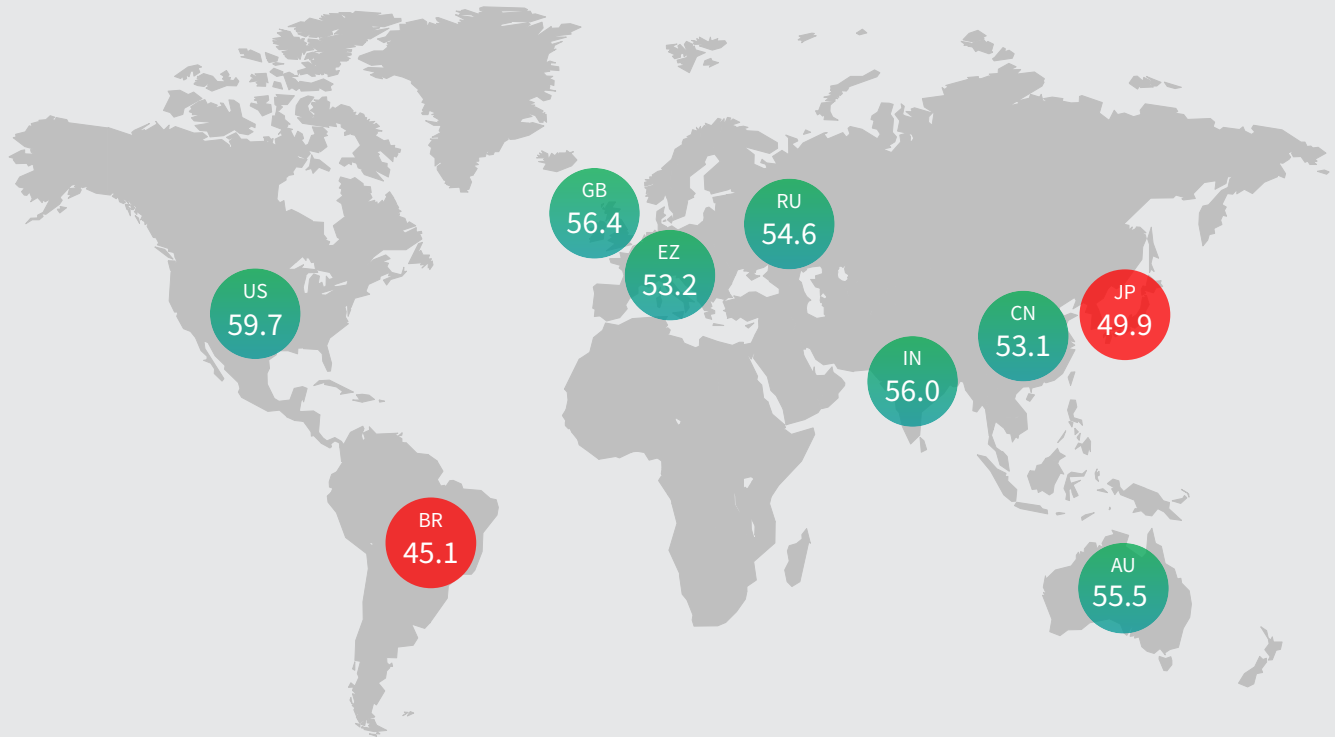 GB
56.4
RU
54.6
EZ
53.2
US
59.7
JP
49.9
CN
53.1
IN
56.0
BR
45.1
AU
55.5